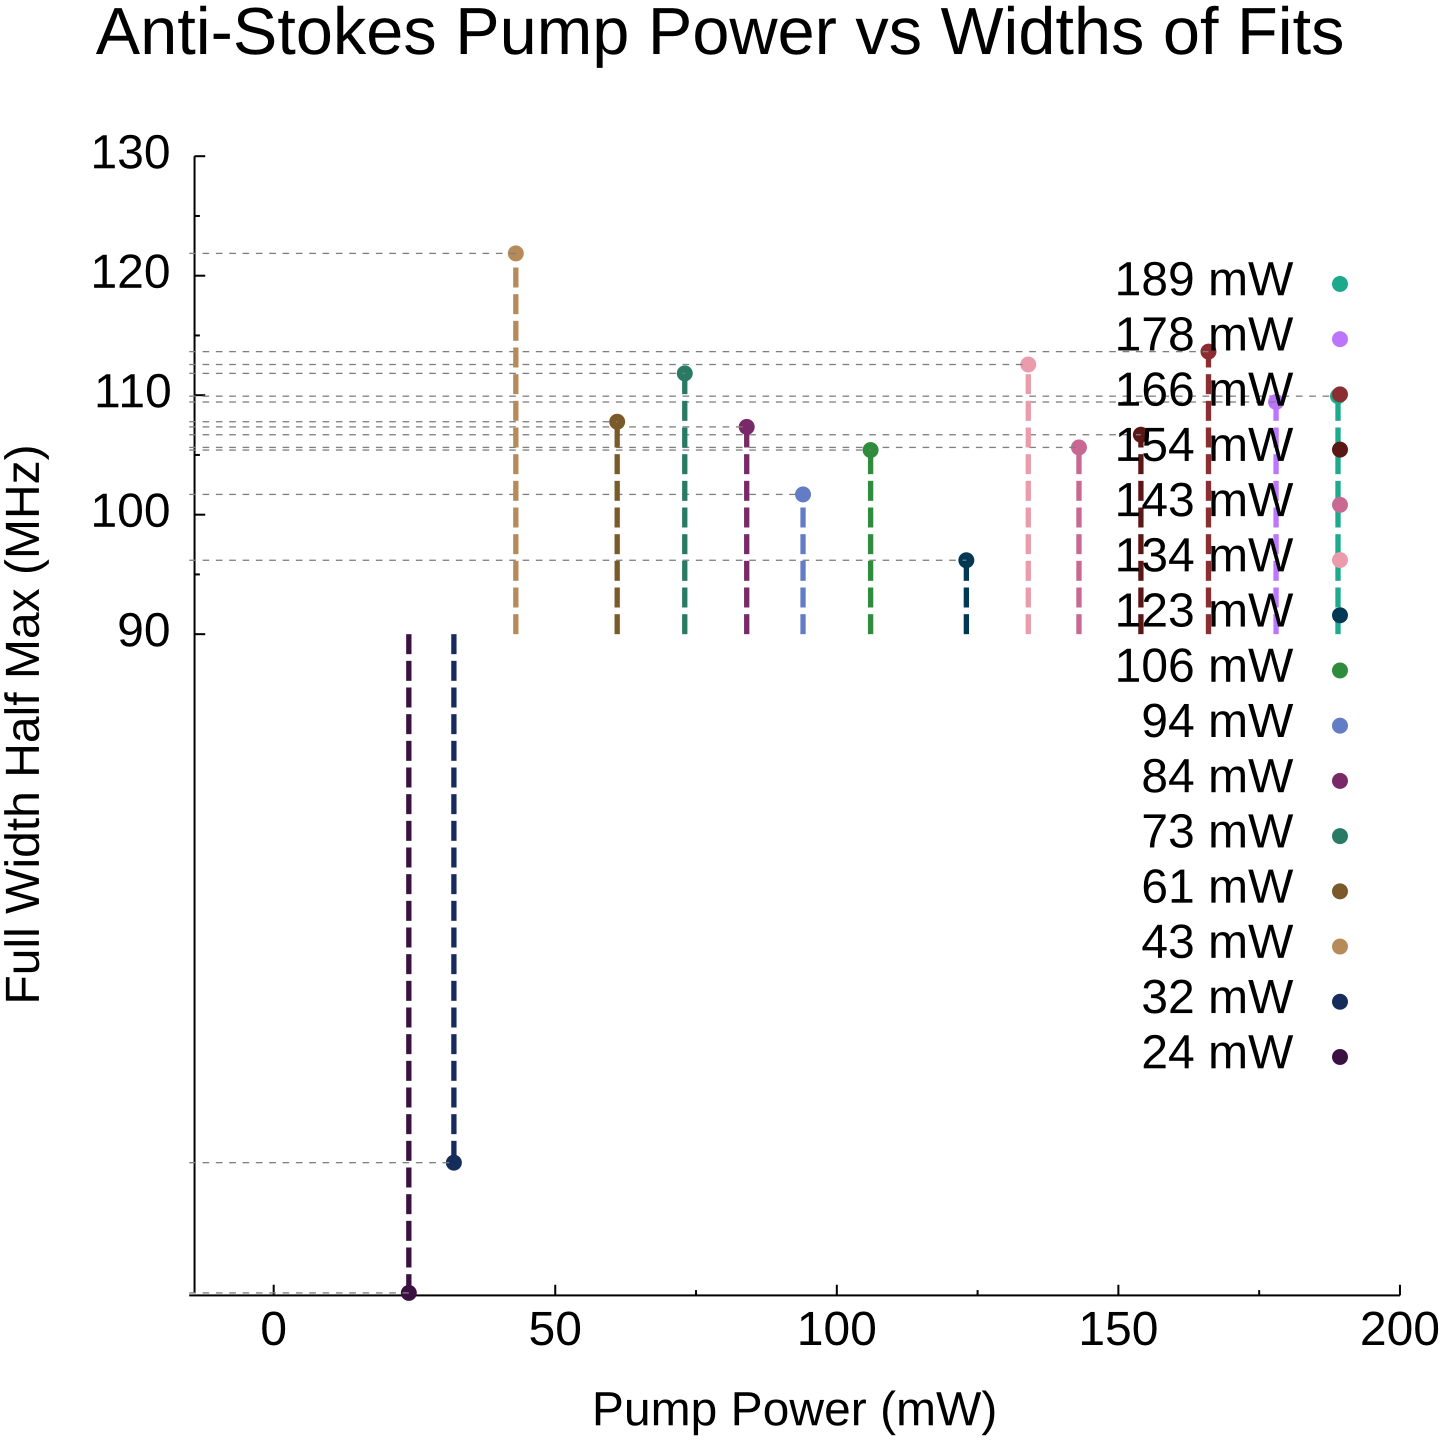 Anti-Stokes Pump Power vs Widths of Fits
130
120
110
100
90
Full Width Half Max (MHz)
189 mW
178 mW
166 mW
154 mW
143 mW
134 mW
123 mW
106 mW
94 mW
84 mW
73 mW
61 mW
43 mW
32 mW
24 mW
0 50 100 150 200
Pump Power (mW)